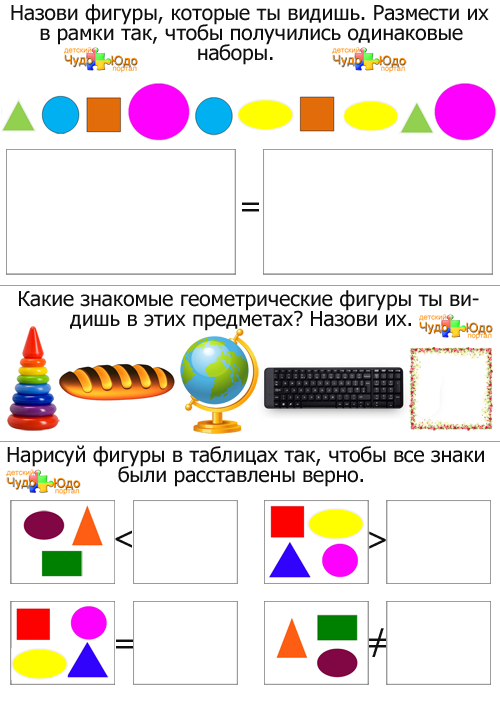 Назови фигуры, которые ты видишь. Размести их
в рамки так, чтобы получились одинаковые
наборы.
детский
Чудо Юдо
портал
детский
Чудо Юдо
портал
=
Какие знакомые геометрические фигуры ты ви-
дишь в этих предметах? Назови их.
детский
Чудо Юдо
портал
Нарисуй фигуры в таблицах так, чтобы все знаки
были расставлены верно.
детский
Чудо Юдо
портал
<
>
=
≠